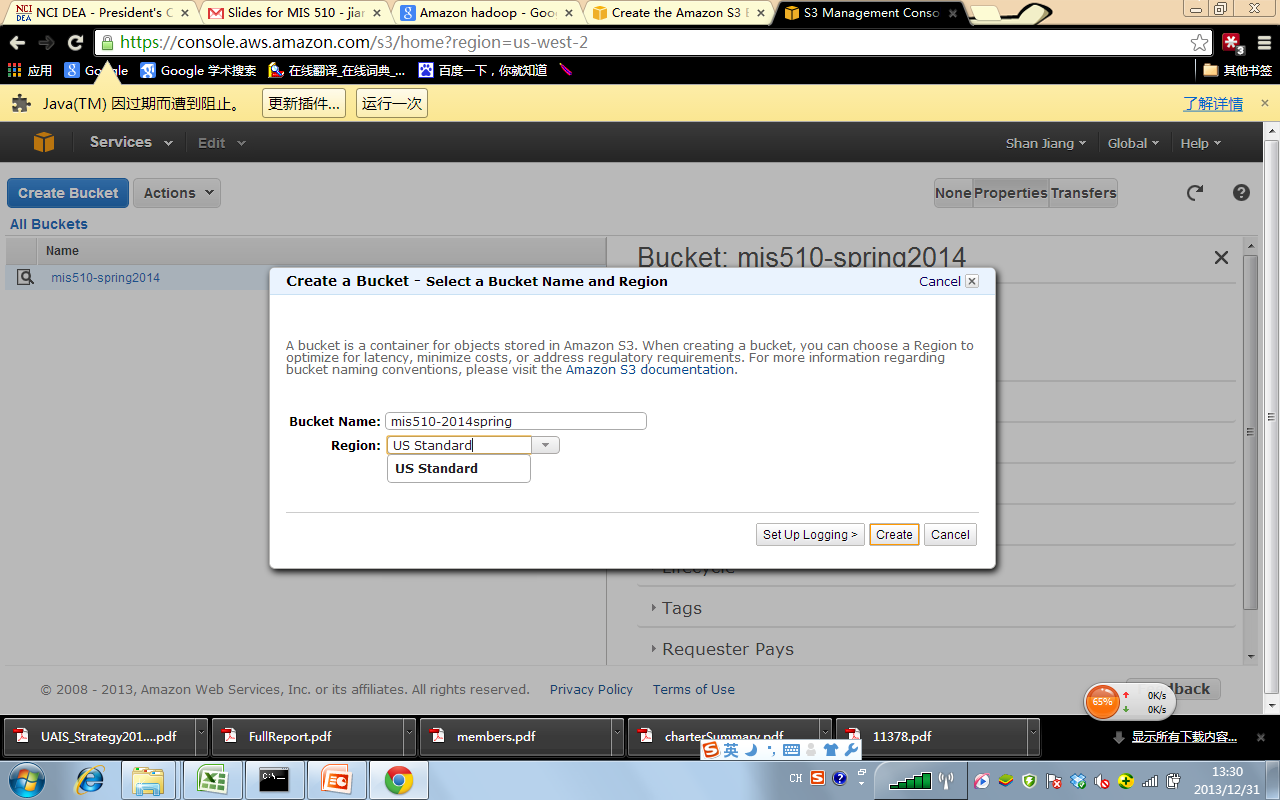 NCI DEA - President's C
Slides for MIS 510 - jiar
Amazon hadoop - Goo
Create the Amazon S3 B
S3 Management Conso
https://console.aws.amazon.com/s3/home?region=us-west-2
3
应用
Google
Google 学术搜索
在线翻译_在线词典_...
百度一下，你就知道
其他书签
Java(TM) 因过期而遭到阻止。
更新插件...
运行一次
了解详情
Services
Edit
Shan Jiang
Global
Help
Create Bucket
Actions
None
Properties
Transfers
All Buckets
Name
mis510-spring2014
Bucket: mis510-spring2014
Create a Bucket - Select a Bucket Name and Region
Cancel
A bucket is a container for objects stored in Amazon S3. When creating a bucket, you can choose a Region to
optimize for latency, minimize costs, or address regulatory requirements. For more information regarding
bucket naming conventions, please visit the Amazon S3 documentation.
Bucket Name: mis510-2014spring
Region: US Standard
US Standard
Set Up Logging >
Create
Cancel
Lifecycle
Tags
Requester Pays
© 2008 - 2013, Amazon Web Services, Inc. or its affiliates. All rights reserved.
Privacy Policy
Terms of Use
65%
0K/s
0K/s
UAIS_Strategy201....pdf
FullReport.pdf
members.pdf
charterSummary.pdf
11378.pdf
显示所有下载内容...
英
CH
13:30
2013/12/31